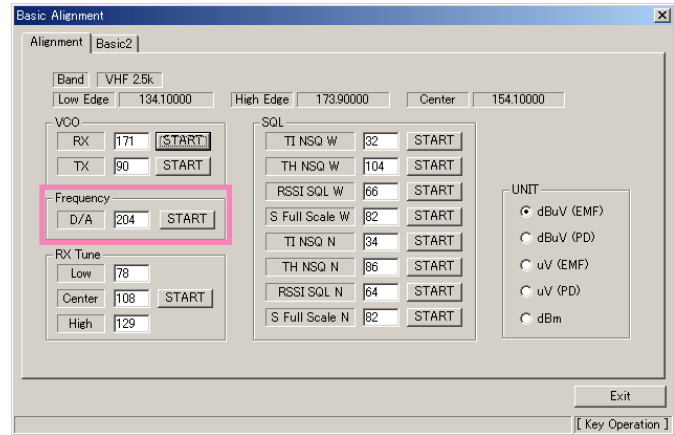 Basic Alignment
Alignment Basic2
Band VHF 2.5k
Low Edge 134.10000 High Edge 173.90000 Center 154.10000
VCO
RX 171 START
TX 90 START
Frequency
D/A 204 START
RX Tune
Low 78
Center 108 START
High 129
SQL
TI NSQ W 32 START
TH NSQ W 104 START
RSSI SQL W 66 START
S Full Scale W 82 START
TI NSQ N 34 START
TH NSQ N 86 START
RSSI SQL N 64 START
S Full Scale N 82 START
UNIT
dBuV (EMF)
dBuV (PD)
uV (EMF)
uV (PD)
dBm
Exit
[ Key Operation ]